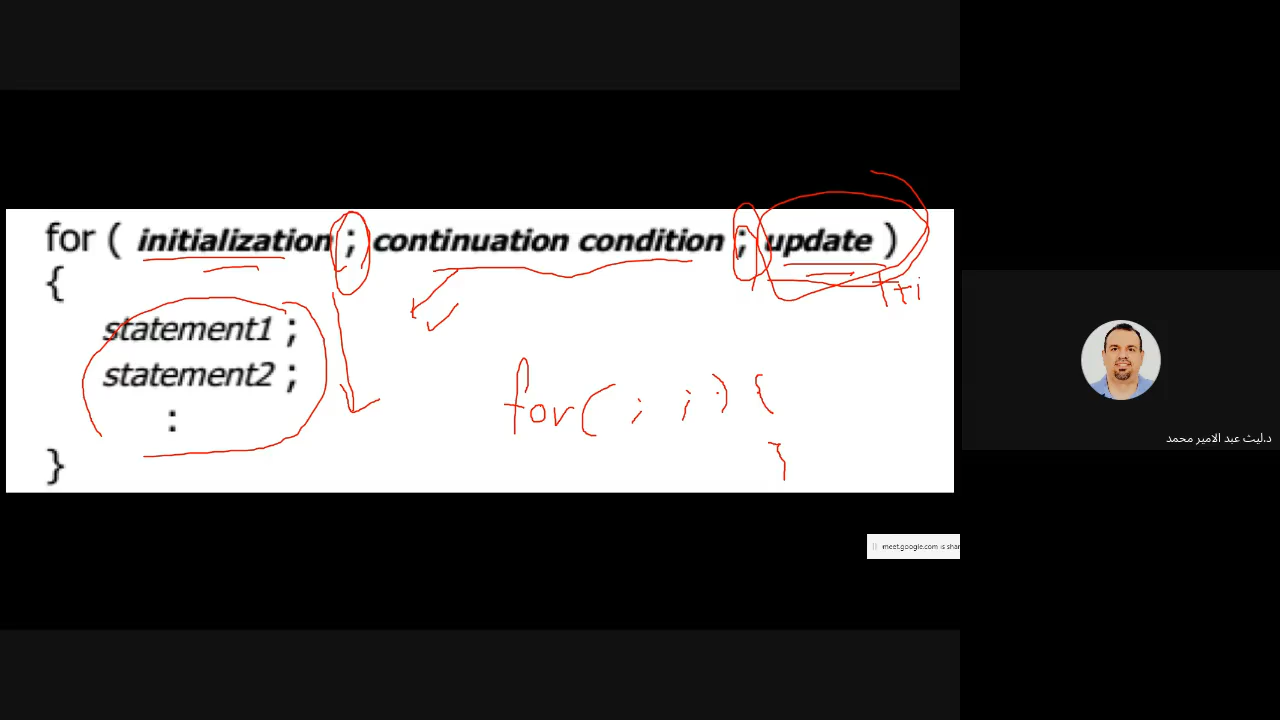 for ( initialization ; continuation condition ; update )
{
++i
statement1 ;
statement2 ;
:
for( ; ; ) {
}
}
د.ليث عبد الامير محمد
meet.google.com is shar